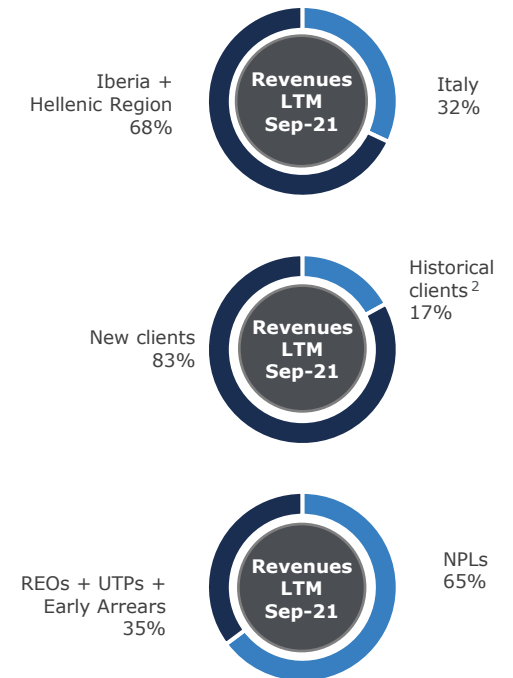 Iberia +
Hellenic Region
68%
Revenues
LTM
Sep-21
Italy
32%
New clients
83%
Revenues
LTM
Sep-21
Historical
clients 2
17%
REOs + UTPs +
Early Arrears
35%
Revenues
LTM
Sep-21
NPLs
65%